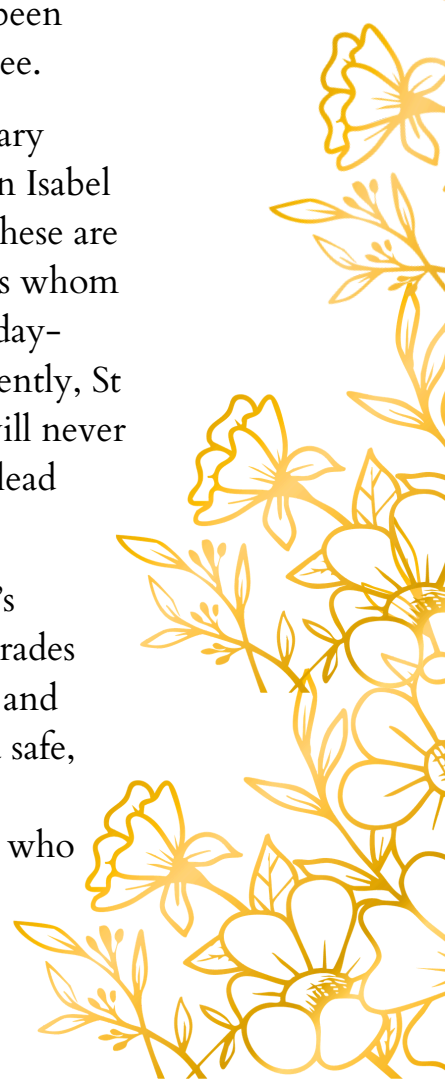 been
ee.
ary
n Isabel
hese are
s whom
day-
ently, St
ill never
lead
's
rades
and
safe,
who